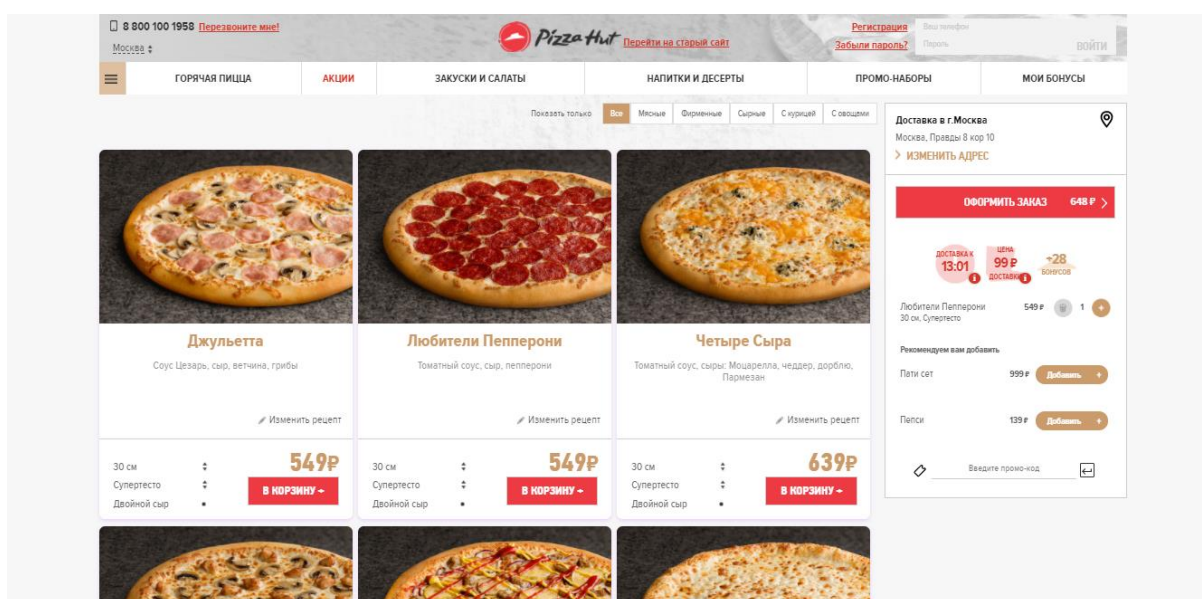 8 800 100 1958 Перезвоните мне!
Москва
Pizza Hut
Перейти на старый сайт
Регистрация
Забыли пароль?
Ваш телефон
Пароль
ВОЙТИ
ГОРЯЧАЯ ПИЦЦА
АКЦИИ
ЗАКУСКИ И САЛАТЫ
НАПИТКИ И ДЕСЕРТЫ
ПРОМО-НАБОРЫ
МОИ БОНУСЫ
Показать только Все Мясные Фирменные Сырные С курицей С овощами
Джульетта
Соус Цезарь, сыр, ветчина, грибы
Изменить рецепт
30 см
549₽
Супертесто
В КОРЗИНУ +
Двойной сыр
Любители Пепперони
Томатный соус, сыр, пепперони
Изменить рецепт
30 см
549₽
Супертесто
В КОРЗИНУ +
Двойной сыр
Четыре Сыра
Томатный соус, сыры: Моцарелла, чеддер, дорблю,
Пармезан
Изменить рецепт
30 см
639₽
Супертесто
В КОРЗИНУ +
Двойной сыр
Доставка в г.Москва
Москва, Правды 8 кор 10
ИЗМЕНИТЬ АДРЕС
ОФОРМИТЬ ЗАКАЗ 648 ₽
ДОСТАВКА К
13:01
ЦЕНА
99 ₽
ДОСТАВКИ
+28
БОНУСОВ
Любители Пепперони 549 ₽ 1 +
30 см, Супертесто
Рекомендуем вам добавить
Пати сет 999 ₽ Добавить +
Пепси 139 ₽ Добавить +
Введите промо-код